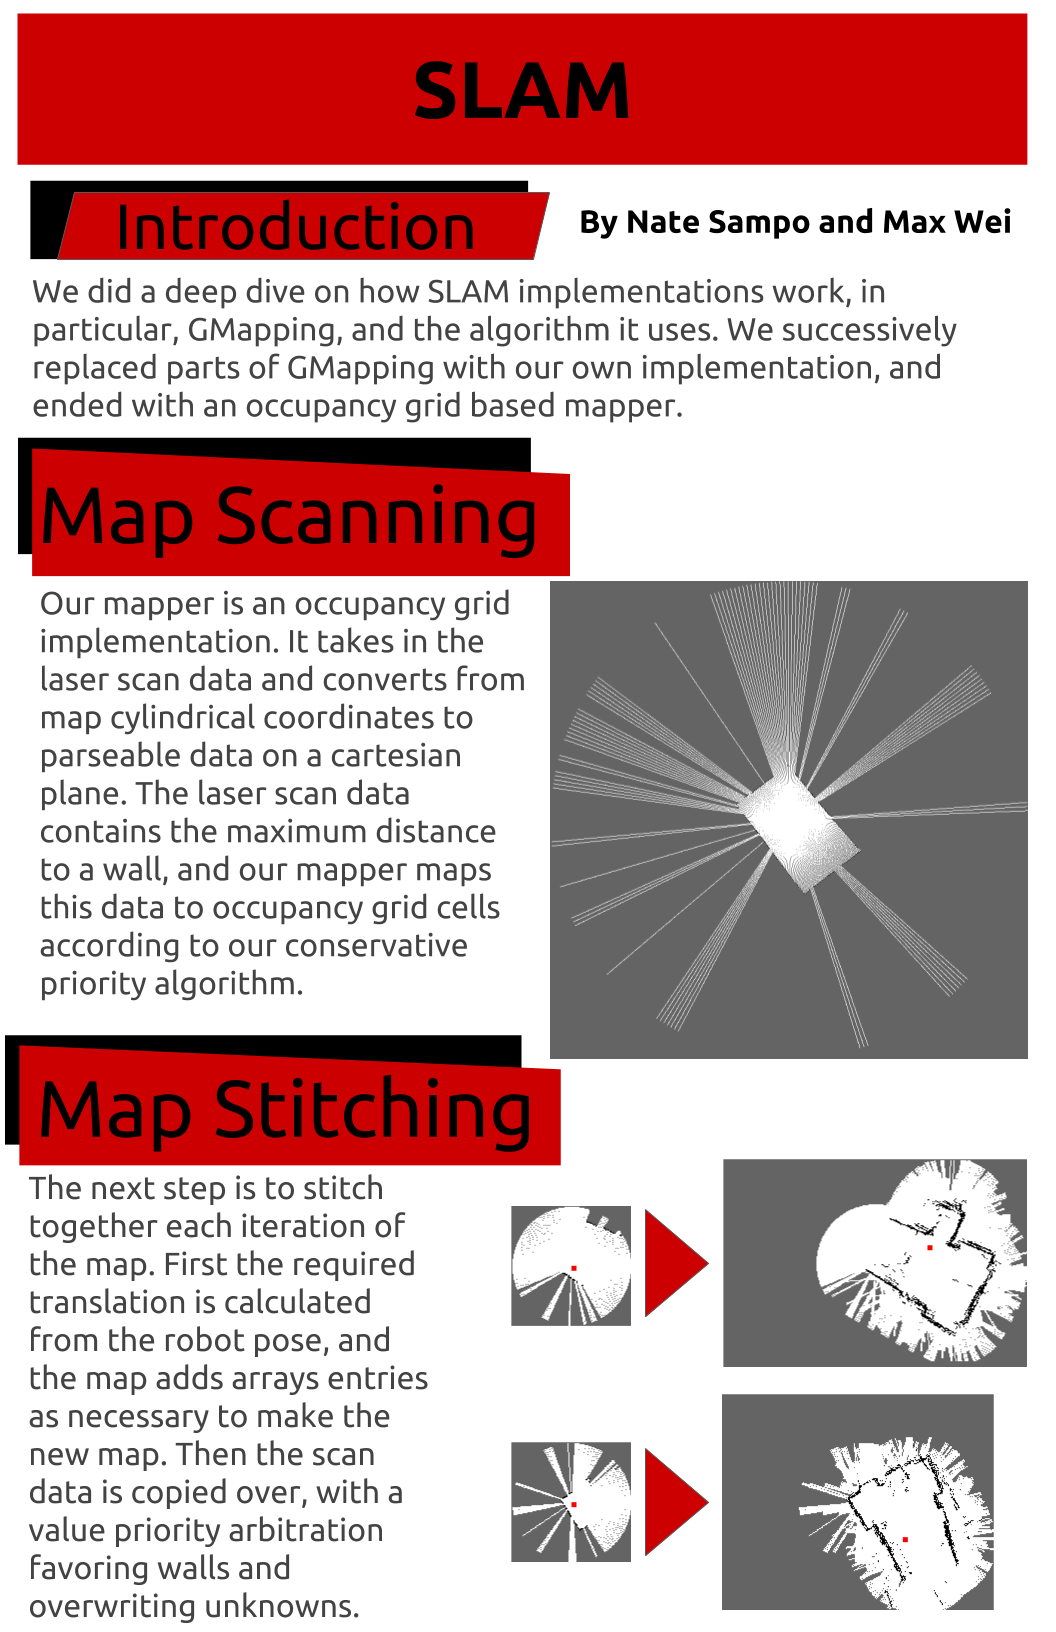 SLAM
Introduction
By Nate Sampo and Max Wei
We did a deep dive on how SLAM implementations work, in
particular, GMapping, and the algorithm it uses. We successively
replaced parts of GMapping with our own implementation, and
ended with an occupancy grid based mapper.
Map Scanning
Our mapper is an occupancy grid
implementation. It takes in the
laser scan data and converts from
map cylindrical coordinates to
parseable data on a cartesian
plane. The laser scan data
contains the maximum distance
to a wall, and our mapper maps
this data to occupancy grid cells
according to our conservative
priority algorithm.
Map Stitching
The next step is to stitch
together each iteration of
the map. First the required
translation is calculated
from the robot pose, and
the map adds arrays entries
as necessary to make the
new map. Then the scan
data is copied over, with a
value priority arbitration
favoring walls and
overwriting unknowns.